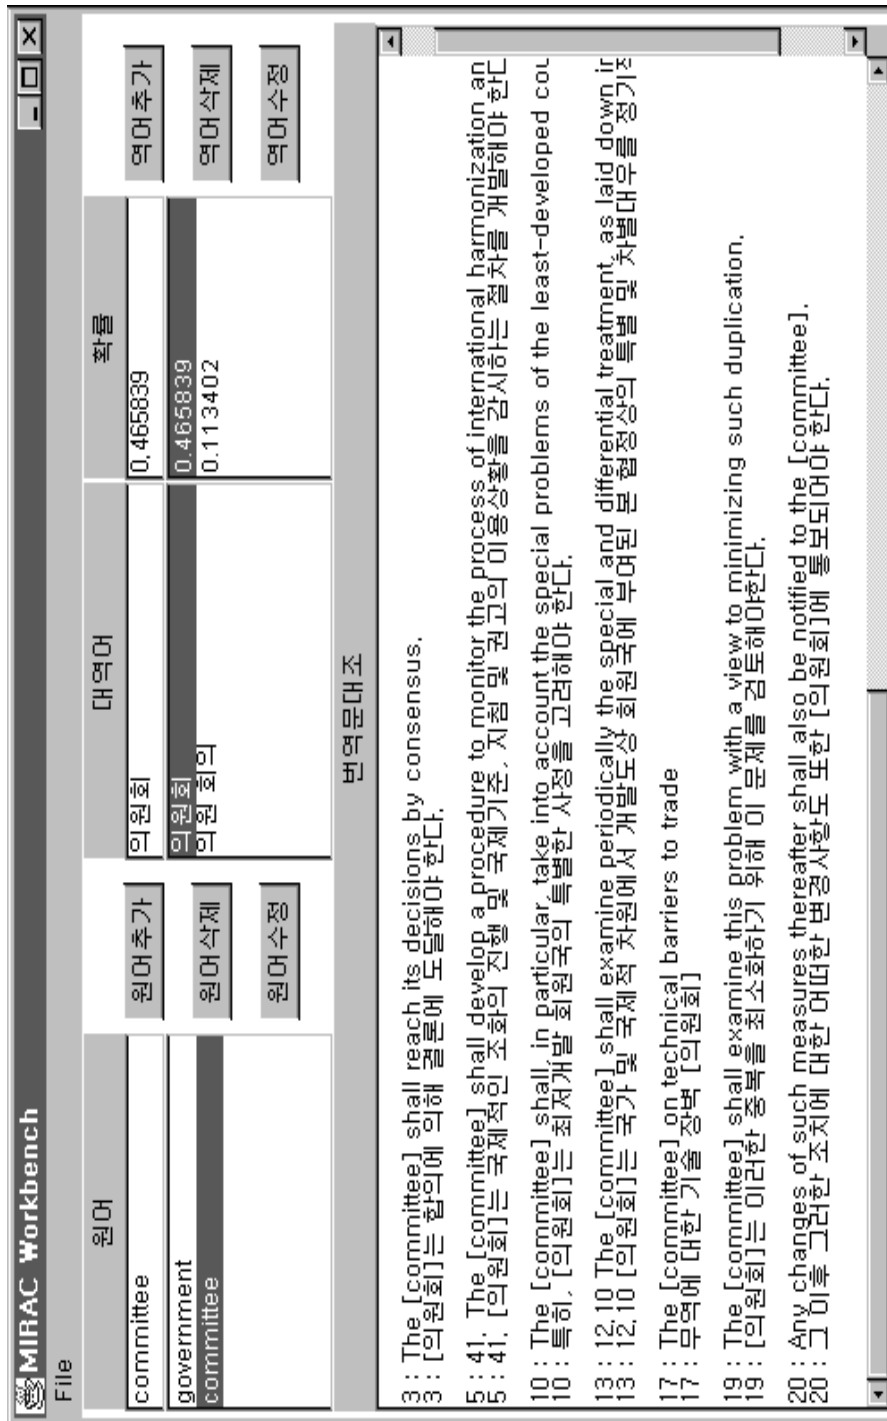 MIRAC Workbench
File
원어
대역어
확률
committee
원어추가
의원회
0.465839
역어추가
government
committee
원어삭제
의원회
의원 회의
0.465839
0.113402
역어삭제
원어수정
역어수정
번역문대조
3 : The [committee] shall reach its decisions by consensus.
3 : [의원회]는 합의에 의해 결론에 도달해야 한다.
5 : 41. The [committee] shall develop a procedure to monitor the process of international harmonization an
5 : 41. [의원회]는 국제적인 조화의 진행 및 국제기준, 지침 및 권고의 이용상황을 감시하는 절차를 개발해야 한다
10 : The [committee] shall, in particular, take into account the special problems of the least-developed cou
10 : 특히, [의원회]는 최저개발 회원국의 특별한 사정을 고려해야 한다.
13 : 12.10 The [committee] shall examine periodically the special and differential treatment, as laid down in
13 : 12.10 [의원회]는 국가 및 국제적 차원에서 개발도상 회원국에 부여된 본 협정상의 특별 및 차별대우를 정기적
17 : The [committee] on technical barriers to trade
17 : 무역에 대한 기술 장벽 [의원회]
19 : The [committee] shall examine this problem with a view to minimizing such duplication.
19 : [의원회]는 이러한 중복을 최소화하기 위해 이 문제를 검토해야한다.
20 : Any changes of such measures thereafter shall also be notified to the [committee].
20 : 그 이후 그러한 조치에 대한 어떠한 변경사항도 또한 [의원회]에 통보되어야 한다.